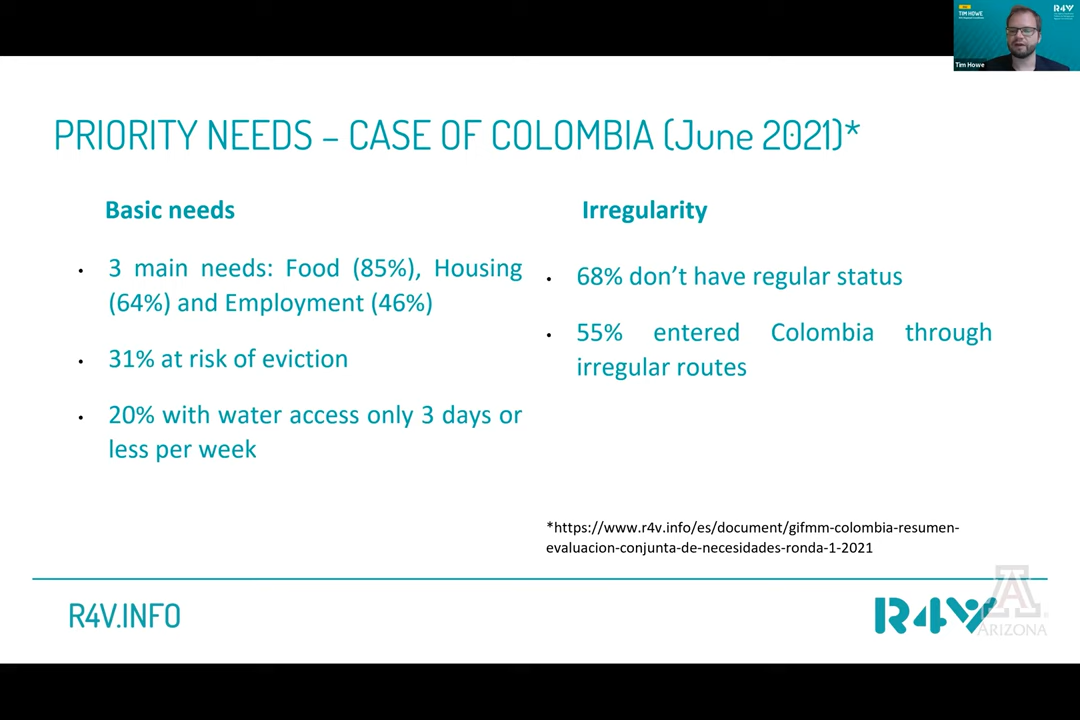 TIM HOWE
R4V
Tim Howe
PRIORITY NEEDS – CASE OF COLOMBIA (June 2021)*
Basic needs
• 3 main needs: Food (85%), Housing
(64%) and Employment (46%)
• 31% at risk of eviction
• 20% with water access only 3 days or
less per week
Irregularity
• 68% don’t have regular status
• 55% entered Colombia through
irregular routes
*https://www.r4v.info/es/document/gifmm-colombia-resumen-
evaluacion-conjunta-de-necesidades-ronda-1-2021
R4V.INFO
R4V
A
ARIZONA